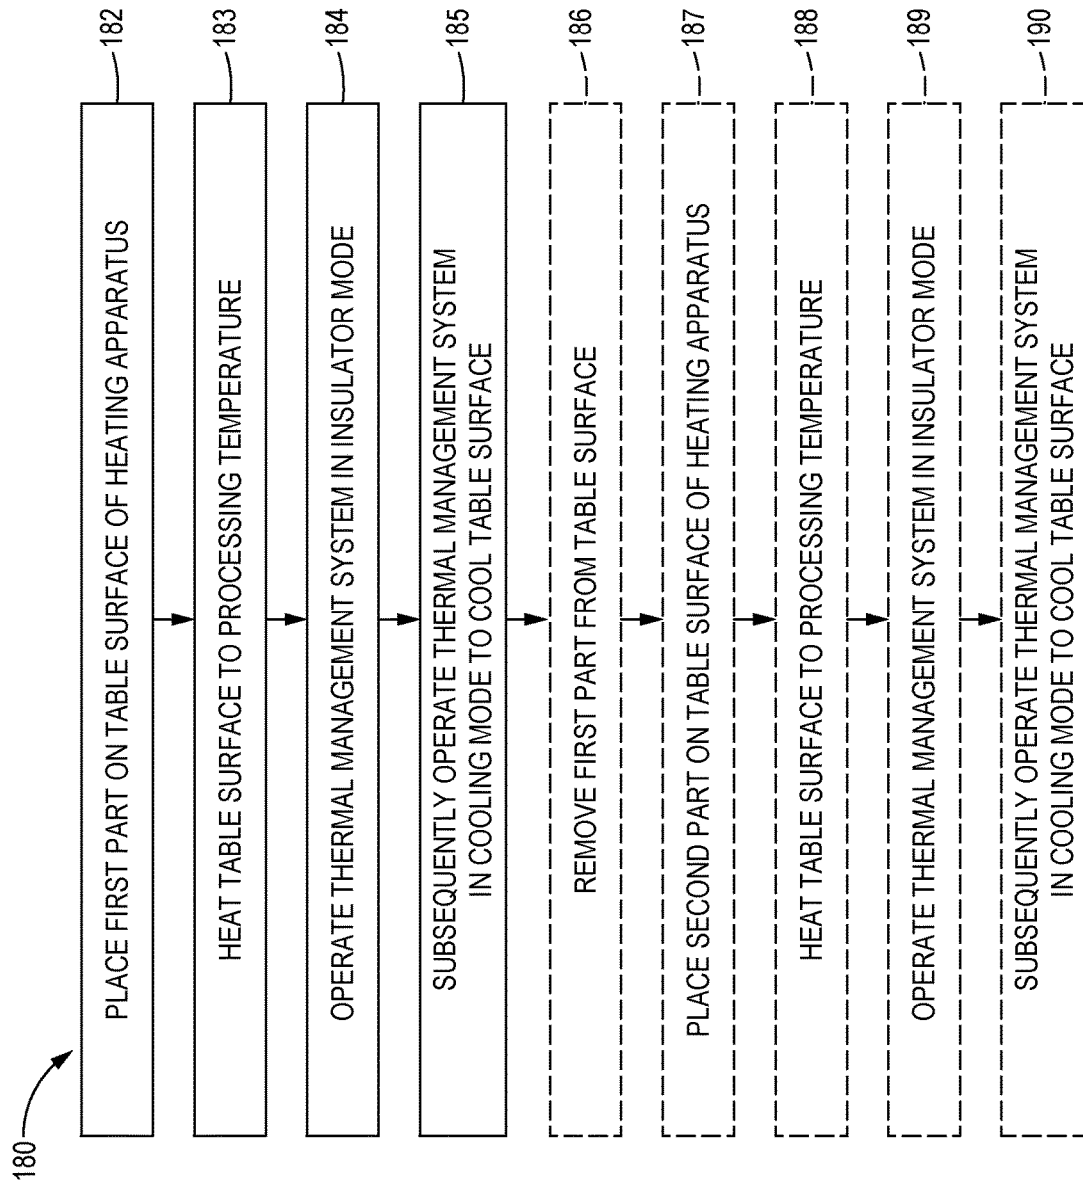 180
PLACE FIRST PART ON TABLE SURFACE OF HEATING APPARATUS
182
HEAT TABLE SURFACE TO PROCESSING TEMPERATURE
183
OPERATE THERMAL MANAGEMENT SYSTEM IN INSULATOR MODE
184
SUBSEQUENTLY OPERATE THERMAL MANAGEMENT SYSTEM
IN COOLING MODE TO COOL TABLE SURFACE
185
REMOVE FIRST PART FROM TABLE SURFACE
186
PLACE SECOND PART ON TABLE SURFACE OF HEATING APPARATUS
187
HEAT TABLE SURFACE TO PROCESSING TEMPERATURE
188
OPERATE THERMAL MANAGEMENT SYSTEM IN INSULATOR MODE
189
SUBSEQUENTLY OPERATE THERMAL MANAGEMENT SYSTEM
IN COOLING MODE TO COOL TABLE SURFACE
190